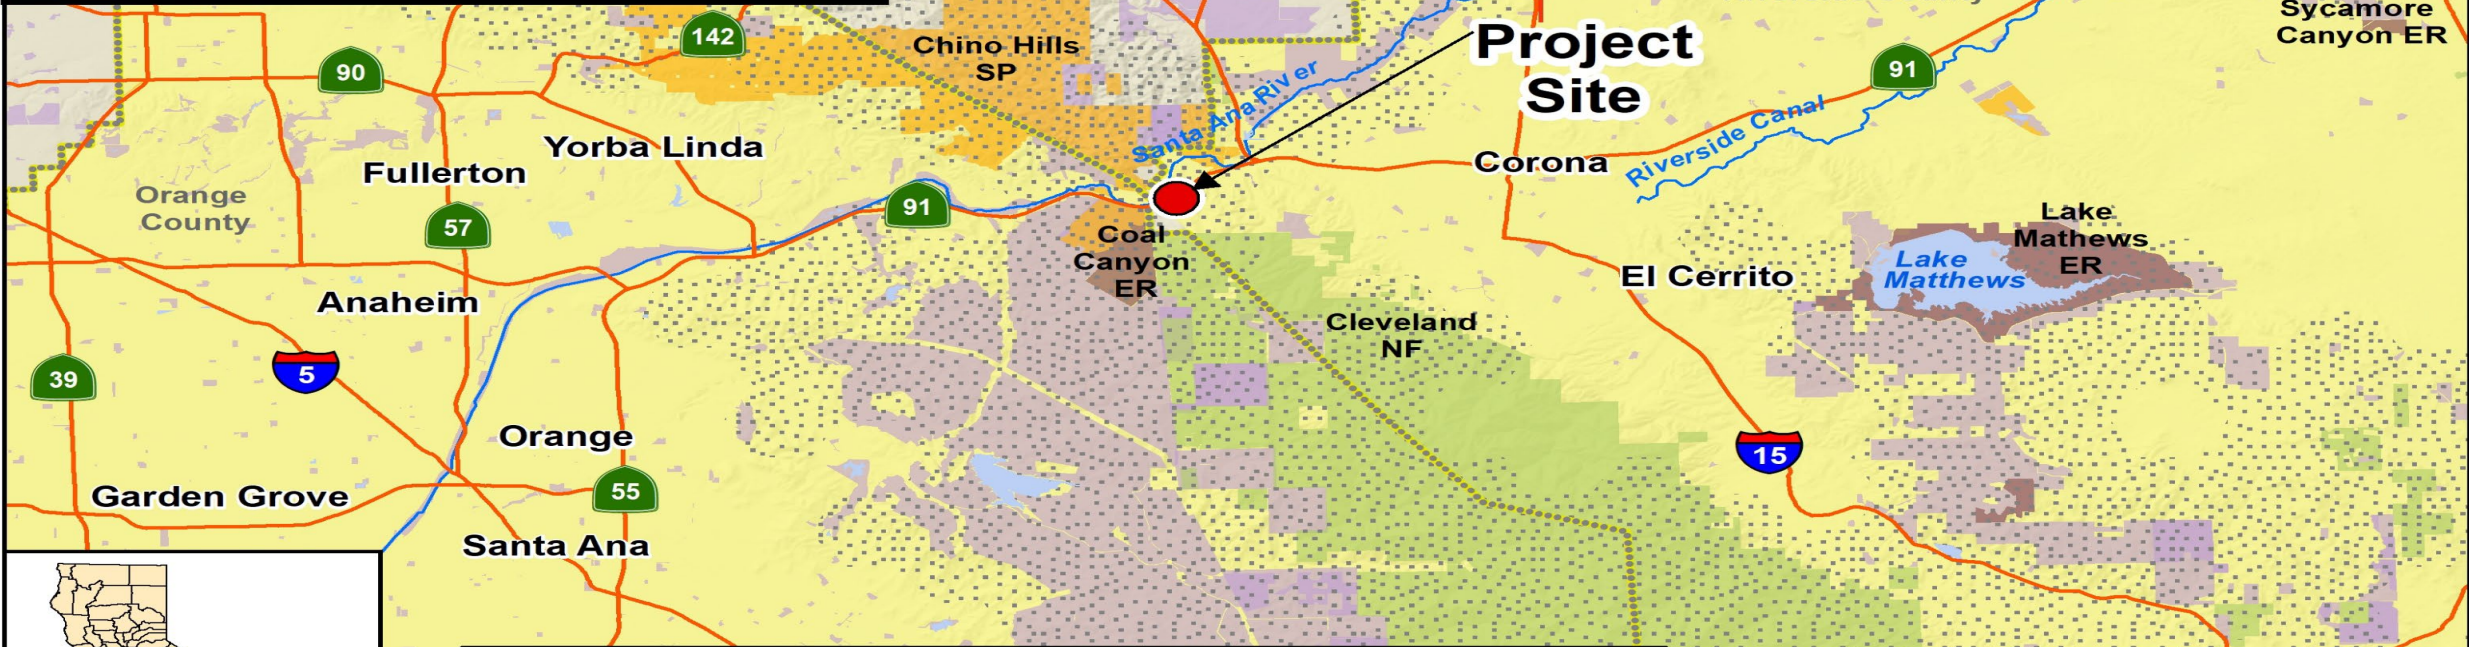 Sycamore
Canyon ER
142
Chino Hills
SP
Project
Site
90
91
Santa Ana River
Riverside Canal
Yorba Linda
Fullerton
Corona
Orange
County
91
57
Coal
Canyon
ER
Lake
Mathews
ER
Lake
Matthews
El Cerrito
Anaheim
Cleveland
NF
39
5
Orange
15
Garden Grove
55
Santa Ana